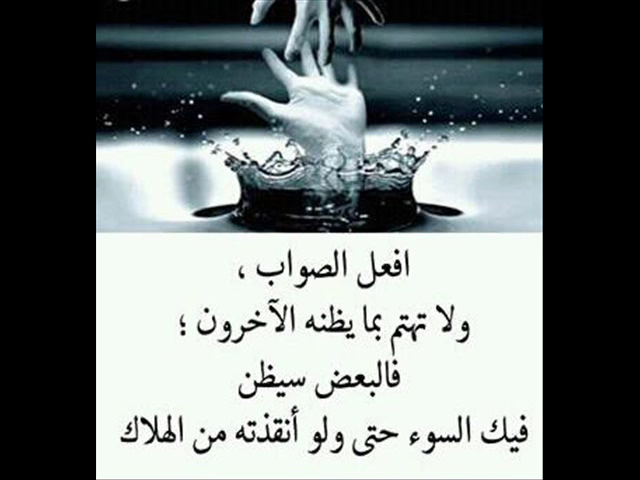 افعل الصواب ،
ولا تهتم بما يظنه الآخرون ؛
فالبعض سيظن
فيك السوء حتى ولو أنقذته من الهلاك